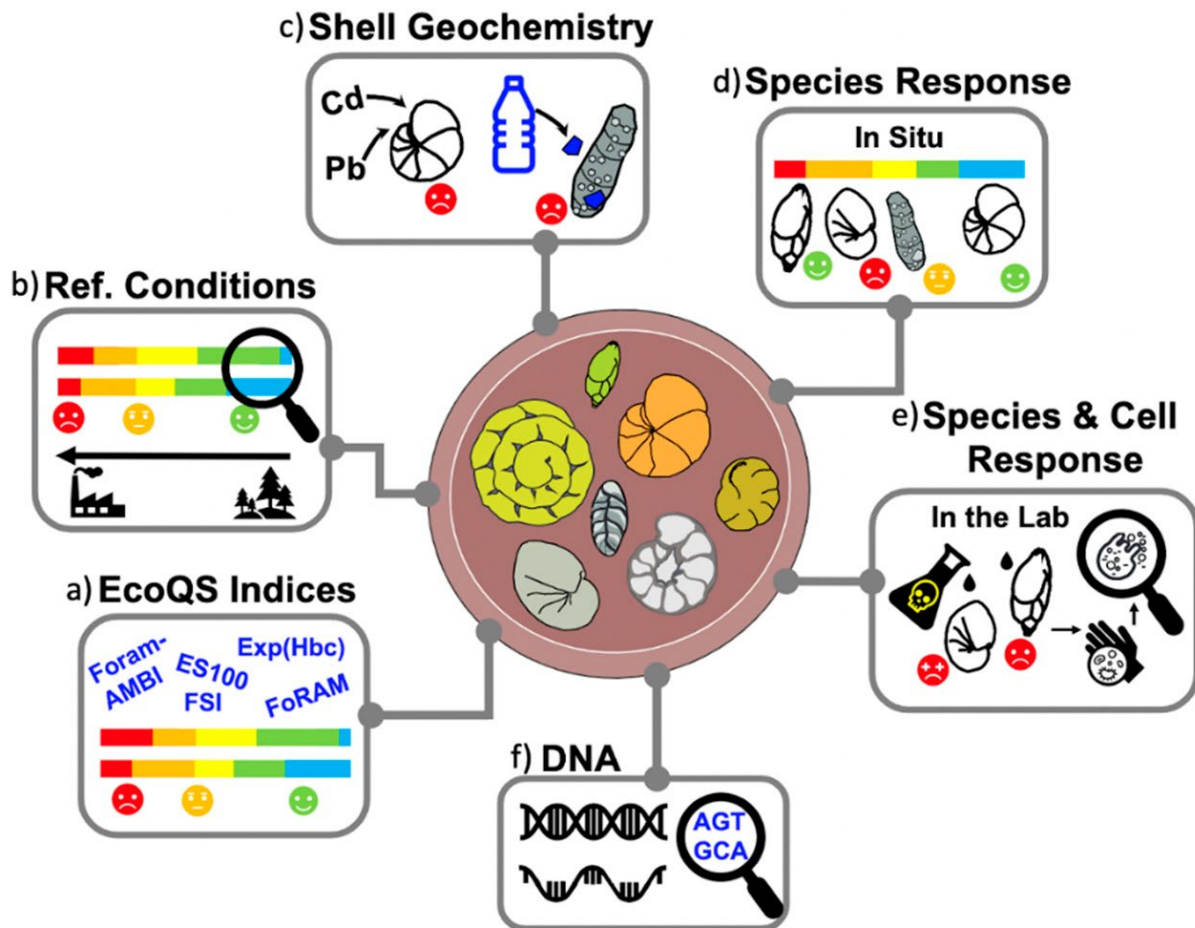 c) Shell Geochemistry
Cd
Pb
d) Species Response
In Situ
b) Ref. Conditions
e) Species & Cell
Response
In the Lab
a) EcoQS Indices
Foram-
AMBI
ES100
FSI
Exp(Hbc)
FoRAM
f) DNA
AGT
GCA